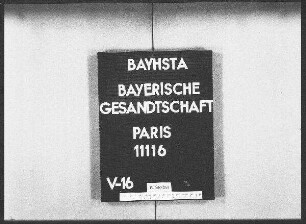 BAYHSTA
BAYERISCHE
GESANDTSCHAFT
PARIS
11116
V-16